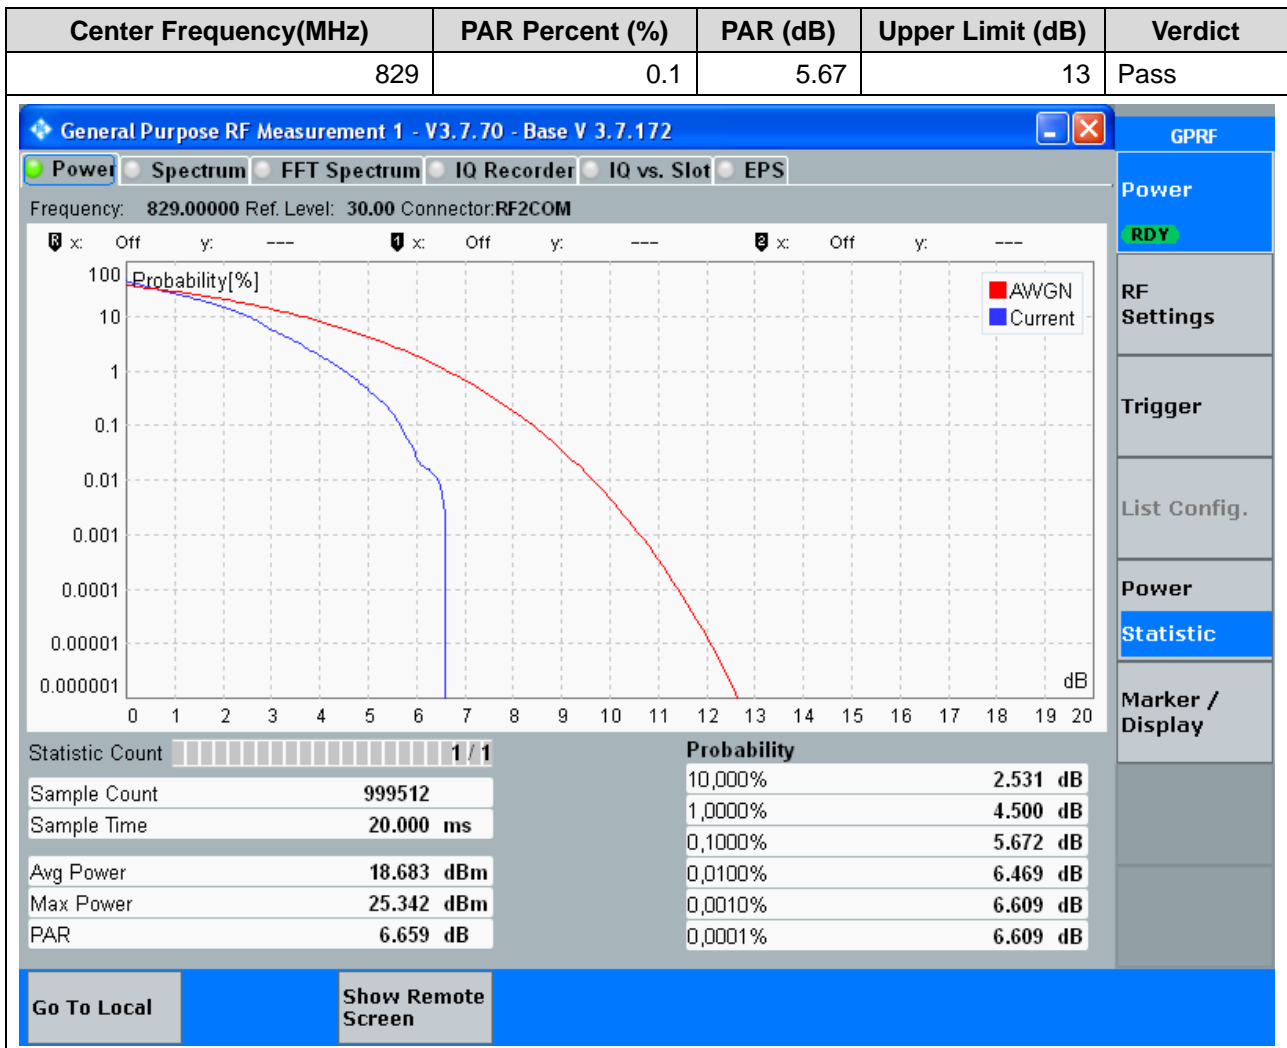 Center Frequency(MHz) PAR Percent (%) PAR (dB) Upper Limit (dB) Verdict
829 0.1 5.67 13 Pass
General Purpose RF Measurement 1 - V3.7.70 - Base V 3.7.172
GPRF
Power Spectrum FFT Spectrum IQ Recorder IQ vs. Slot EPS
Power
RDY
Frequency: 829.00000 Ref. Level: 30.00 Connector:RF2COM
R x: Off y: --- 1 x: Off y: --- 2 x: Off y: ---
Probability[%]
AWGN
Current
100
10
1
0.1
0.01
0.001
0.0001
0.00001
0.000001
dB
0 1 2 3 4 5 6 7 8 9 10 11 12 13 14 15 16 17 18 19 20
RF
Settings
Trigger
List Config.
Power
Statistic
Marker /
Display
Statistic Count 1 / 1
Sample Count 999512
Sample Time 20.000 ms
Avg Power 18.683 dBm
Max Power 25.342 dBm
PAR 6.659 dB
Probability
10,000% 2.531 dB
1,0000% 4.500 dB
0,1000% 5.672 dB
0,0100% 6.469 dB
0,0010% 6.609 dB
0,0001% 6.609 dB
Go To Local
Show Remote
Screen